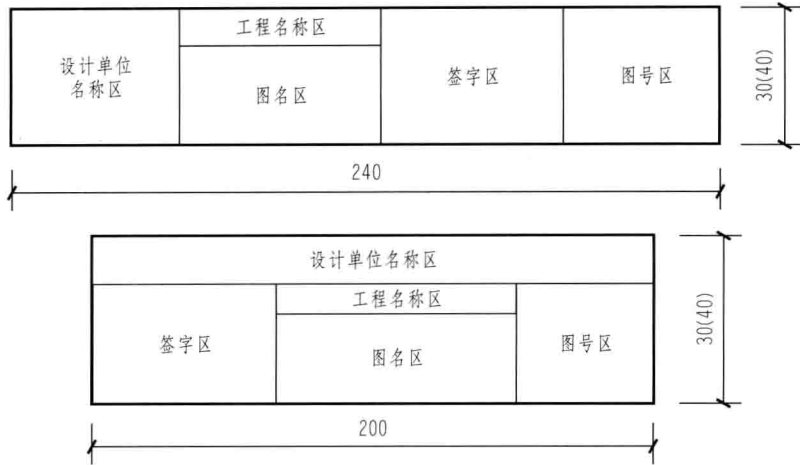 工程名称区
设计单位
名称区
图名区
签字区
图号区
30(40)
240
设计单位名称区
工程名称区
签字区
图名区
图号区
30(40)
200